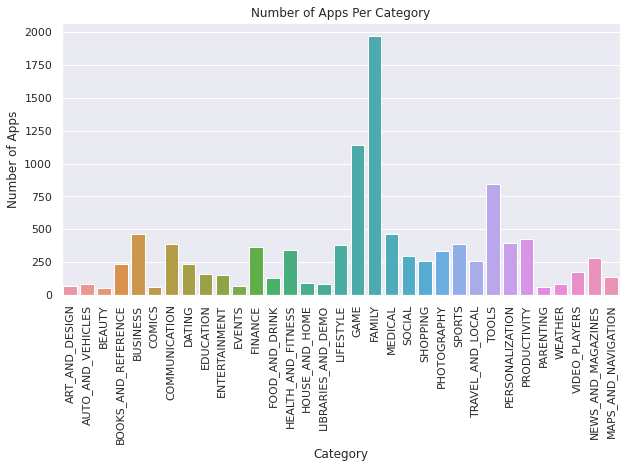 Number of Apps Per Category
Number of Apps
2000
1750
1500
1250
1000
750
500
250
0
ART_AND_DESIGN
AUTO_AND_VEHICLES
BEAUTY
BOOKS_AND_REFERENCE
BUSINESS
COMICS
COMMUNICATION
DATING
EDUCATION
ENTERTAINMENT
EVENTS
FINANCE
FOOD_AND_DRINK
HEALTH_AND_FITNESS
HOUSE_AND_HOME
LIBRARIES_AND_DEMO
LIFESTYLE
GAME
FAMILY
MEDICAL
SOCIAL
SHOPPING
PHOTOGRAPHY
SPORTS
TRAVEL_AND_LOCAL
TOOLS
PERSONALIZATION
PRODUCTIVITY
PARENTING
WEATHER
VIDEO_PLAYERS
NEWS_AND_MAGAZINES
MAPS_AND_NAVIGATION
Category